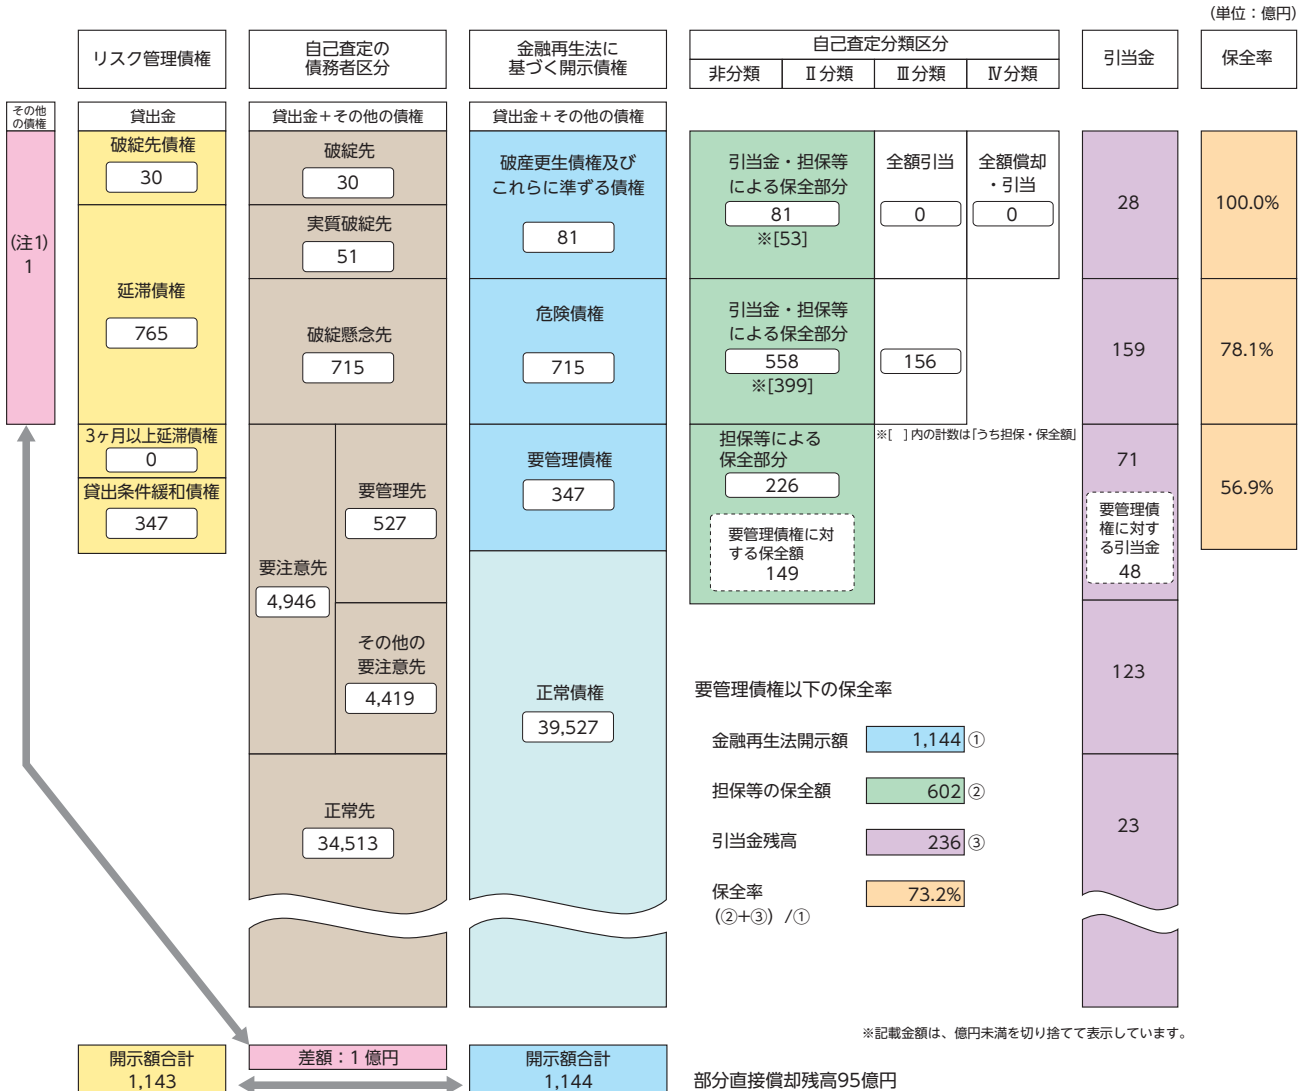 (単位：億円)
リスク管理債権
自己査定の
債務者区分
金融再生法に
基づく開示債権
自己査定分類区分
非分類
Ⅱ分類
Ⅲ分類
Ⅳ分類
引当金
保全率
その他
の債権
貸出金
貸出金＋その他の債権
貸出金＋その他の債権
(注1)
1
破綻先債権
30
延滞債権
765
3ヶ月以上延滞債権
0
貸出条件緩和債権
347
破綻先
30
実質破綻先
51
破綻懸念先
715
要注意先
4,946
要管理先
527
その他の
要注意先
4,419
正常先
34,513
破産更生債権及び
これらに準ずる債権
81
危険債権
715
要管理債権
347
正常債権
39,527
引当金・担保等
による保全部分
81
※[53]
全額引当
0
全額償却
・引当
0
引当金・担保等
による保全部分
558
※[399]
156
※[ ]内の計数は「うち担保・保全額」
担保等による
保全部分
226
要管理債権に対
する保全額
149
28
159
71
要管理債
権に対す
る引当金
48
123
23
100.0%
78.1%
56.9%
要管理債権以下の保全率
金融再生法開示額
1,144 ①
担保等の保全額
602 ②
引当金残高
236 ③
保全率
(②＋③) /①
73.2%
※記載金額は、億円未満を切り捨てて表示しています。
開示額合計
1,143
差額：1 億円
開示額合計
1,144
部分直接償却残高95億円